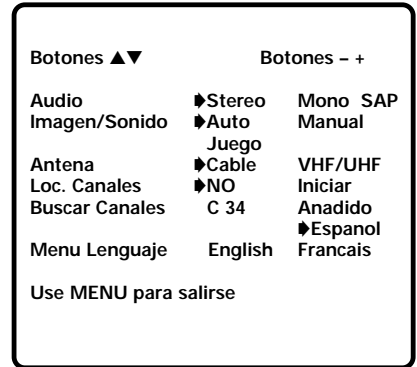 Botones ▲▼ Botones – +
Audio ➧Stereo Mono SAP
Imagen/Sonido ➧Auto Manual
Juego
Antena ➧Cable VHF/UHF
Loc. Canales ➧NO Iniciar
Buscar Canales C 34 Anadido
➧Espanol
Menu Lenguaje English Francais
Use MENU para salirse